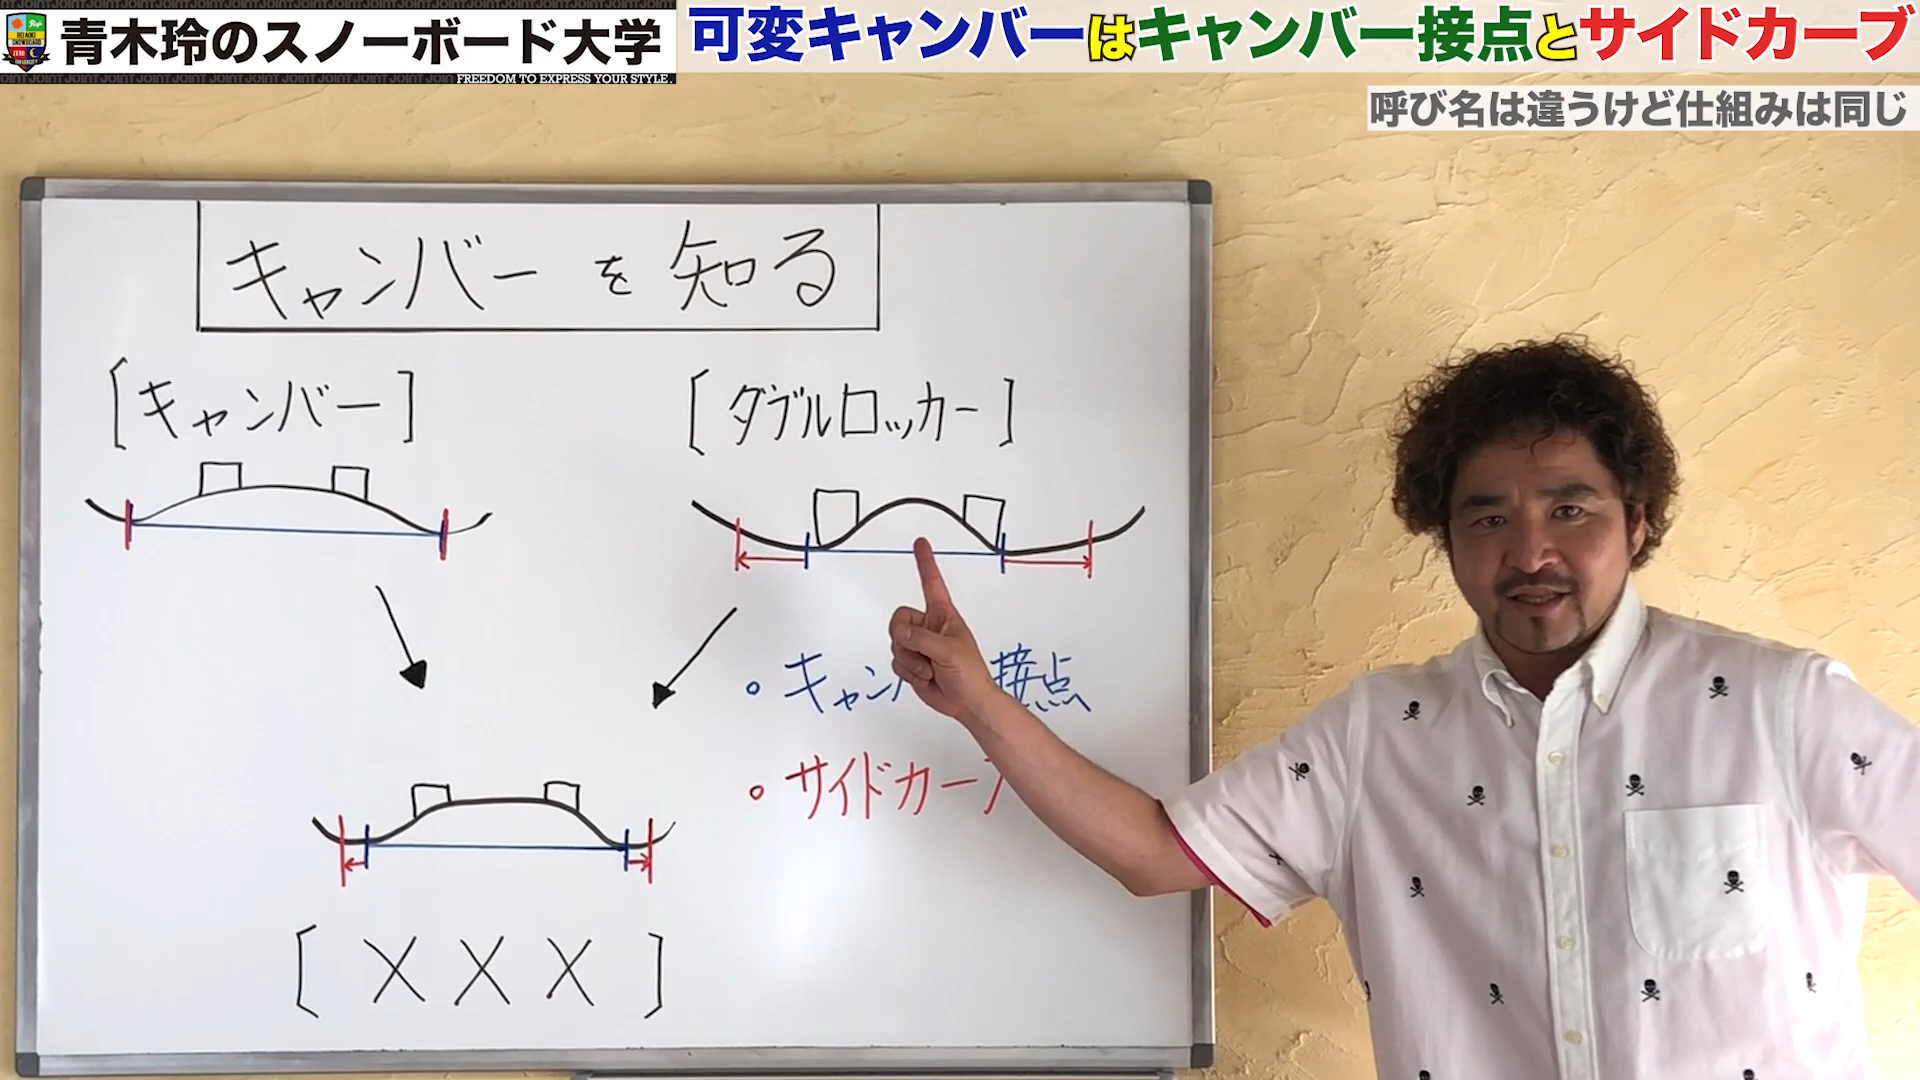 青木玲のスノーボード大学
FREEDOM TO EXPRESS YOUR STYLE.
可変キャンバーはキャンバー接点とサイドカーブ
呼び名は違うけど仕組みは同じ
キャンバーを知る
[キャンバー]
[ダブルロッカー]
• キャンバ 接点
• サイドカー
[×××]